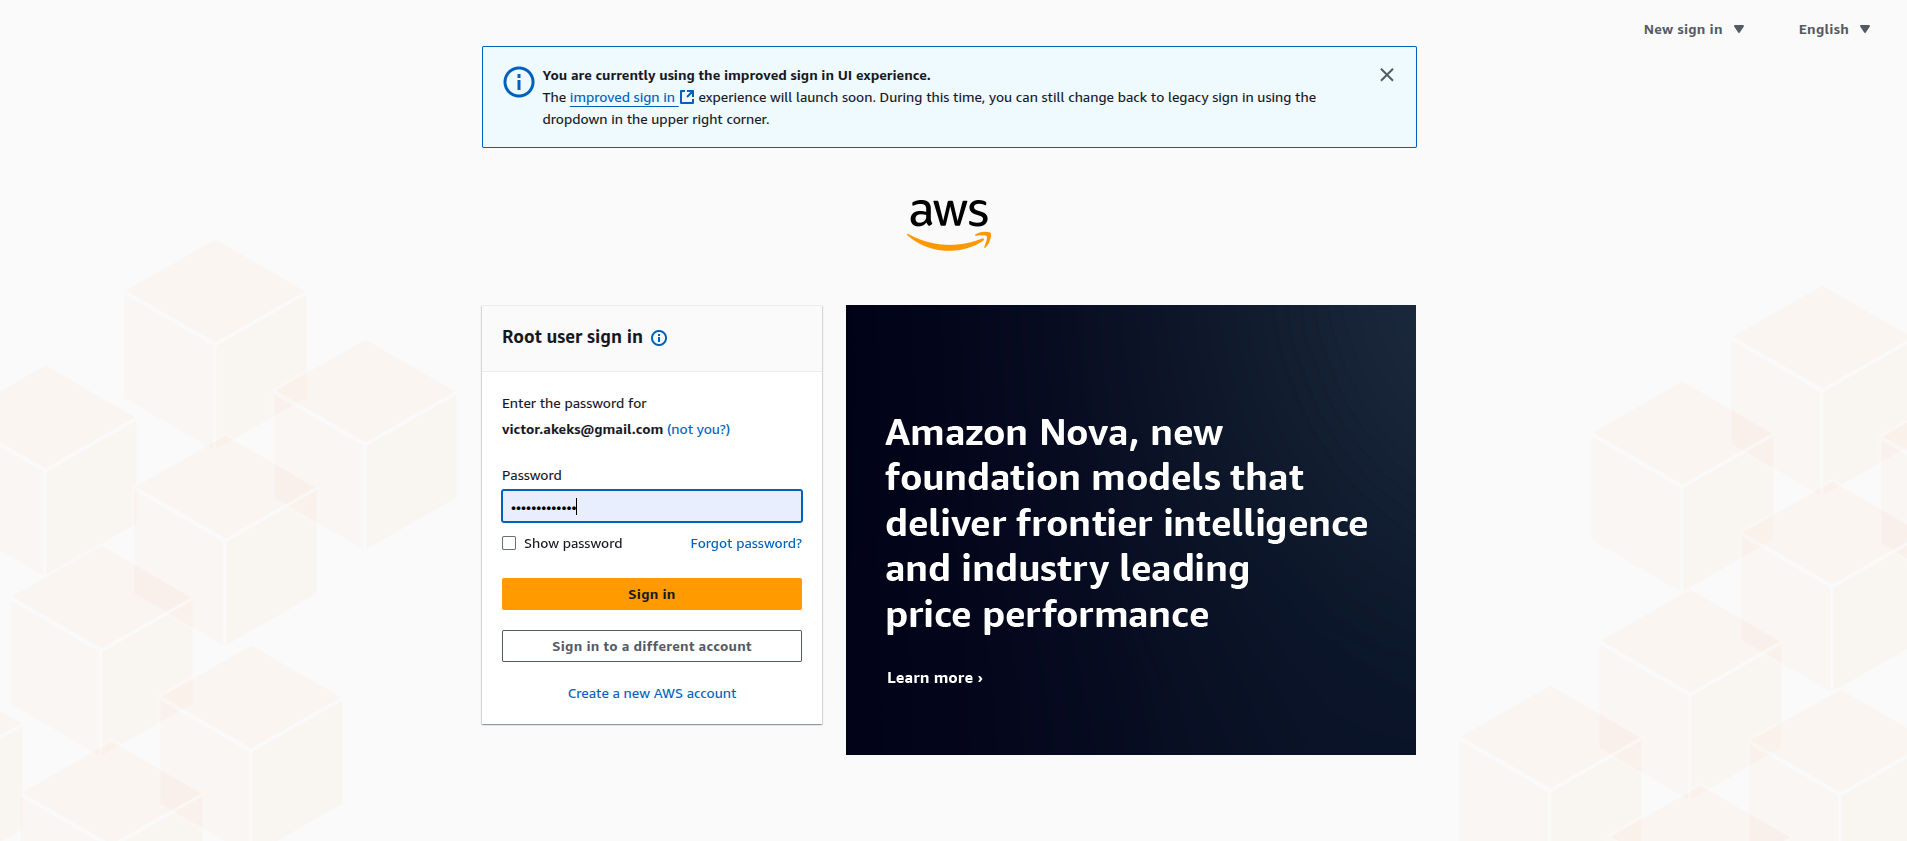 New sign in
English
You are currently using the improved sign in UI experience.
The improved sign in experience will launch soon. During this time, you can still change back to legacy sign in using the
dropdown in the upper right corner.
aws
Root user sign in
Enter the password for
victor.akeks@gmail.com (not you?)
Password
•••••••••••••
Show password
Forgot password?
Sign in
Sign in to a different account
Create a new AWS account
Amazon Nova, new
foundation models that
deliver frontier intelligence
and industry leading
price performance
Learn more ›